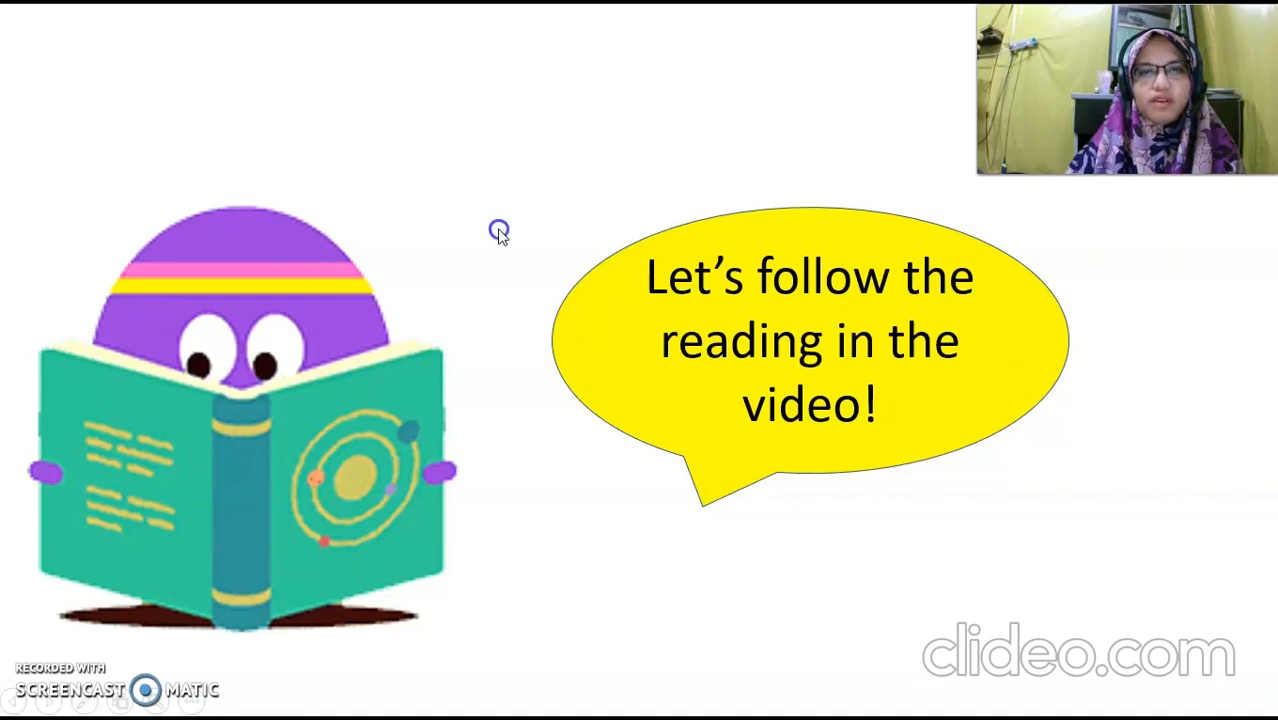 Let's follow the
reading in the
video!
clideo.com
RECORDED WITH
SCREENCAST MATIC